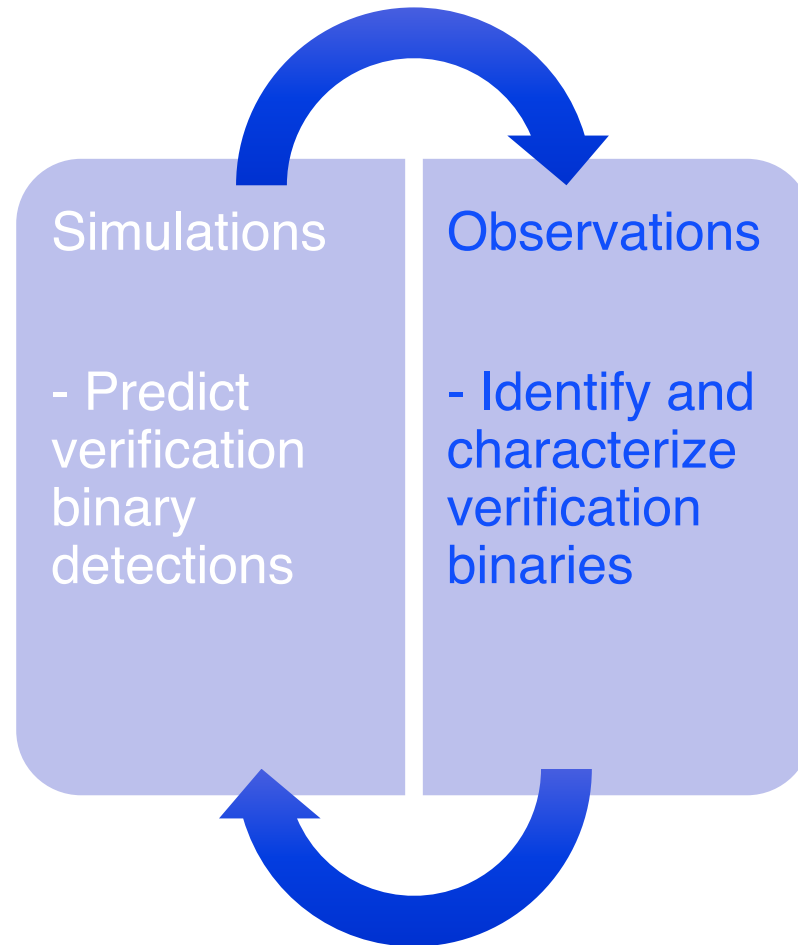 Simulations
- Predict
verification
binary
detections
Observations
- Identify and
characterize
verification
binaries